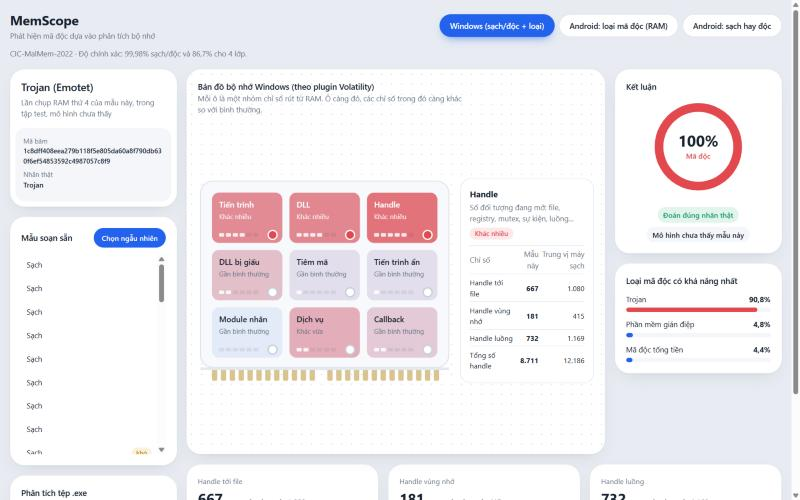 MemScope
Phát hiện mã độc dựa vào phân tích bộ nhớ
CIC-MalMem-2022 · Độ chính xác: 99,98% sạch/độc và 86,7% cho 4 lớp.
Windows (sạch/độc + loại)
Android: loại mã độc (RAM)
Android: sạch hay độc
Trojan (Emotet)
Lần chụp RAM thứ 4 của mẫu này, trong
tập test, mô hình chưa thấy
Mã băm
1c8dff408eea279b118f5e805da60a8f790db63
0f6ef54853592c4987057c8f9
Nhãn thật
Trojan
Mẫu soạn sẵn
Chọn ngẫu nhiên
Sạch
Sạch
Sạch
Sạch
Sạch
Sạch
Sạch
Sạch
Sạch
khó
Phân tích tệp .exe
Bản đồ bộ nhớ Windows (theo plugin Volatility)
Mỗi ô là một nhóm chỉ số rút từ RAM. Ô càng đỏ, các chỉ số trong đó càng khác
so với bình thường.
Tiến trình
Khác nhiều
DLL
Khác nhiều
Handle
Khác nhiều
DLL bị giấu
Gần bình thường
Tiêm mã
Gần bình thường
Tiến trình ẩn
Gần bình thường
Module nhân
Gần bình thường
Dịch vụ
Khác vừa
Callback
Gần bình thường
Handle
Số đối tượng đang mở: file,
registry, mutex, sự kiện, luồng...
Khác nhiều
Chỉ số
Mẫu này
Trung vị máy sạch
Handle tới file 667 1.080
Handle vùng nhớ 181 415
Handle luồng 732 1.169
Tổng số handle 8.711 12.186
Kết luận
100%
Mã độc
Đoán đúng nhãn thật
Mô hình chưa thấy mẫu này
Loại mã độc có khả năng nhất
Trojan 90,8%
Phần mềm gián điệp 4,8%
Mã độc tống tiền 4,4%
Handle tới file
667
Handle vùng nhớ
181
Handle luồng
732